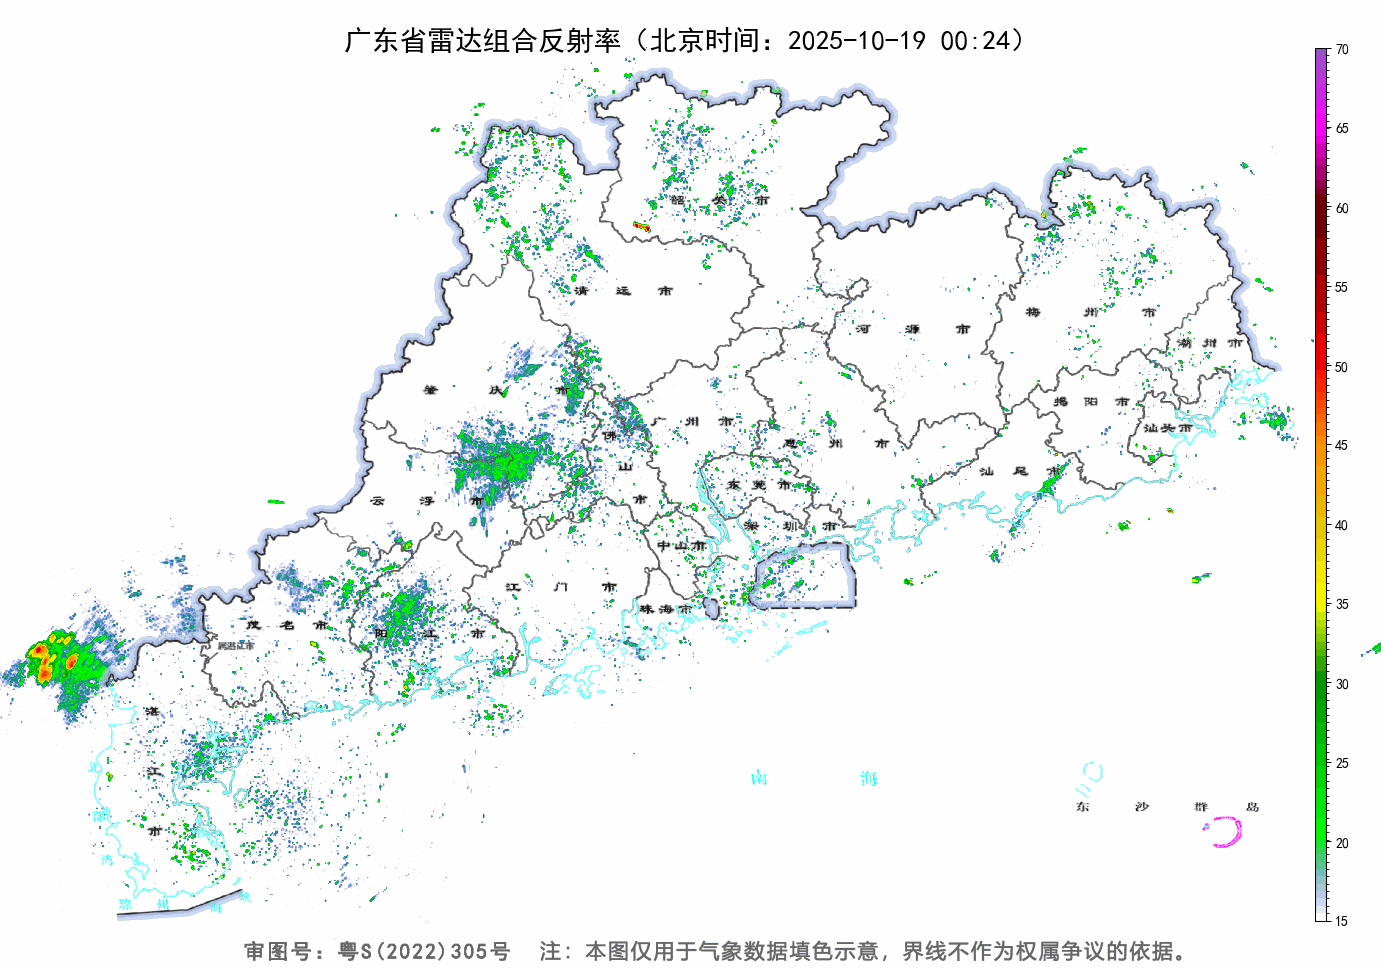 广东省雷达组合反射率（北京时间：2025-10-19 00:24）
70
65
60
55
50
45
40
35
30
25
20
15
韶关市
清远市
河源市
梅州市
潮州市
肇庆市
揭阳市
广州市
汕头市
佛山市
惠州市
汕尾市
东莞市
云浮市
深圳市
中山市
江门市
珠海市
茂名市
阳江市
属湛江市
湛江市
北部湾
南海
东沙群岛
琼州海峡
审图号：粤S(2022)305号 注：本图仅用于气象数据填色示意，界线不作为权属争议的依据。